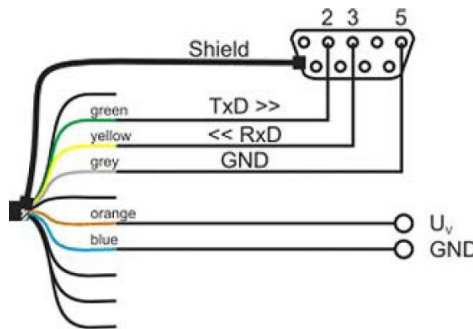 2 3 5
Shield
green TxD >>
yellow << RxD
grey GND
orange Uv
blue GND